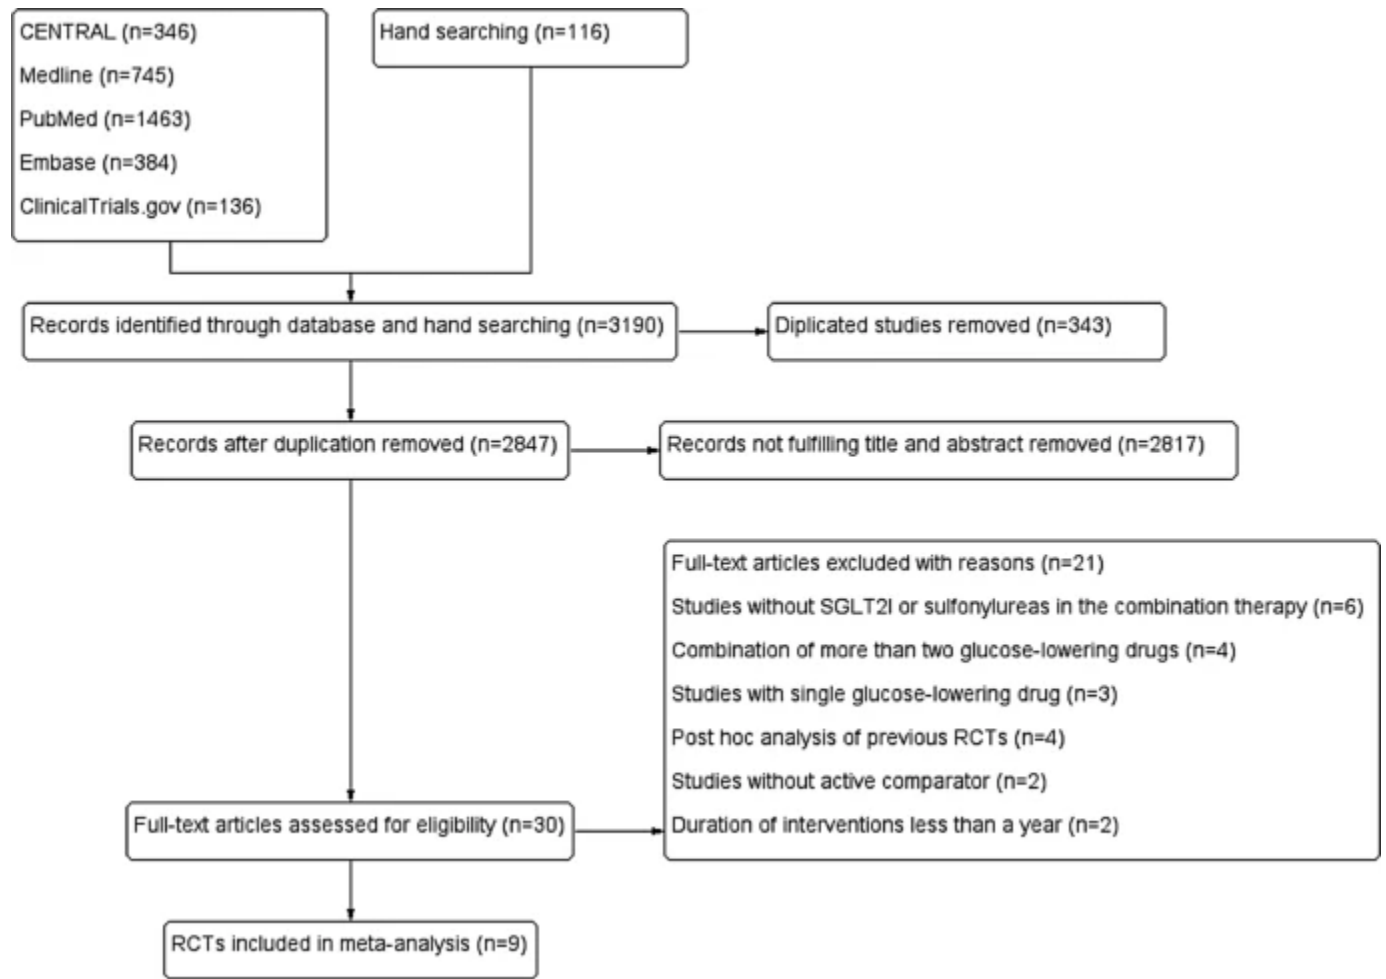 CENTRAL (n=346)
Medline (n=745)
PubMed (n=1463)
Embase (n=384)
ClinicalTrials.gov (n=136)
Hand searching (n=116)
Records identified through database and hand searching (n=3190)
Diplicated studies removed (n=343)
Records after duplication removed (n=2847)
Records not fulfilling title and abstract removed (n=2817)
Full-text articles excluded with reasons (n=21)
Studies without SGLT2I or sulfonylureas in the combination therapy (n=6)
Combination of more than two glucose-lowering drugs (n=4)
Studies with single glucose-lowering drug (n=3)
Post hoc analysis of previous RCTs (n=4)
Studies without active comparator (n=2)
Duration of interventions less than a year (n=2)
Full-text articles assessed for eligibility (n=30)
RCTs included in meta-analysis (n=9)